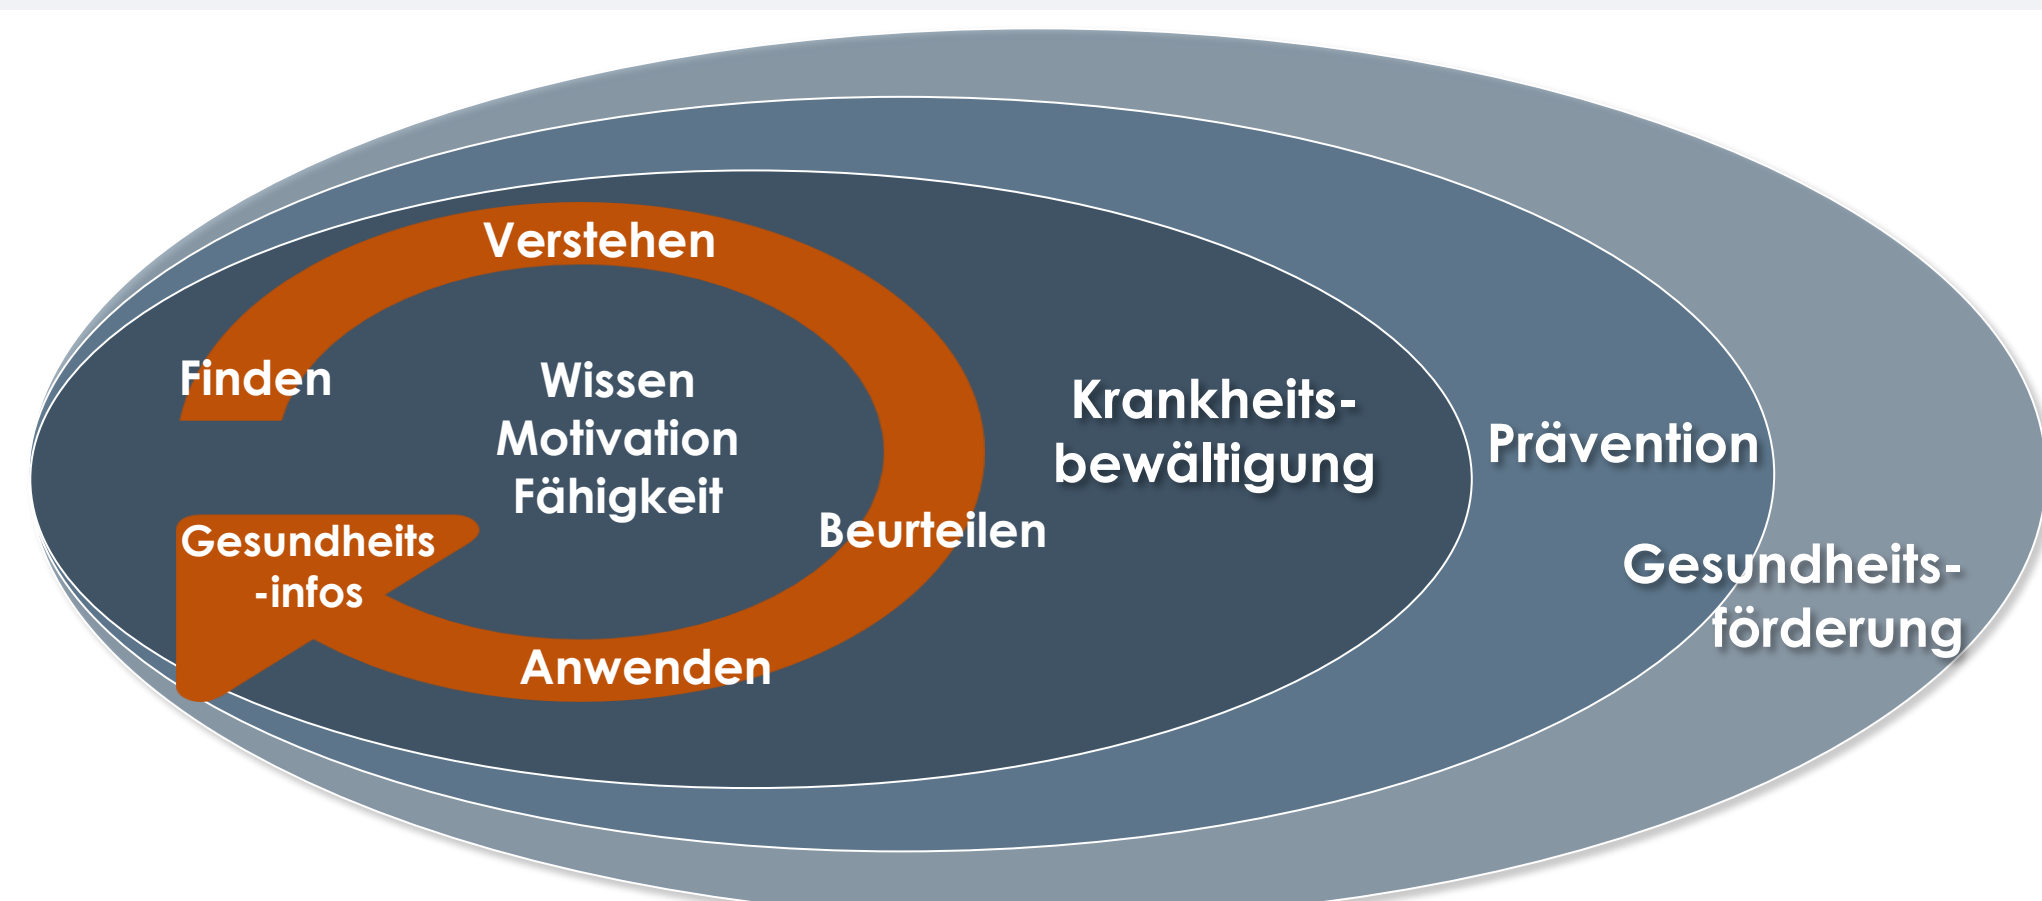 Verstehen
Finden
Wissen
Motivation
Fähigkeit
Krankheits-
bewältigung
Prävention
Beurteilen
Gesundheits
-infos
Gesundheits-
förderung
Anwenden